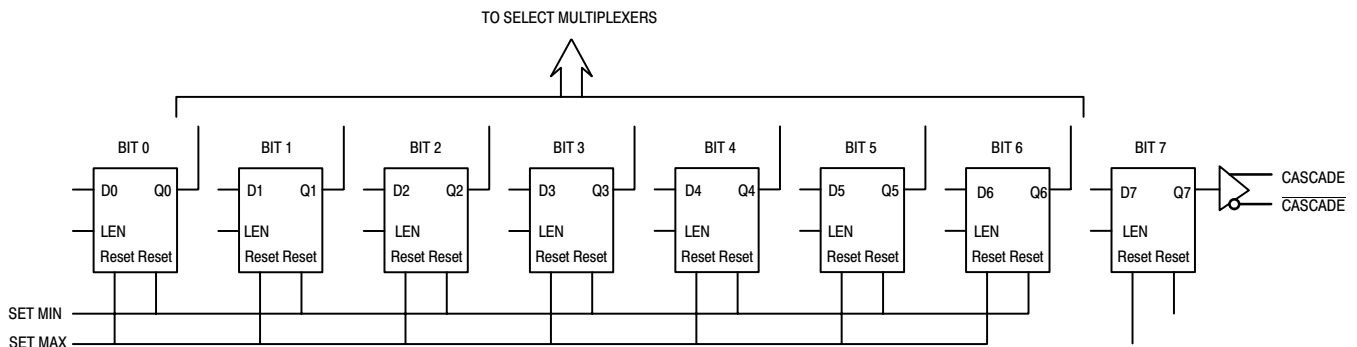 TO SELECT MULTIPLEXERS
BIT 0 BIT 1 BIT 2 BIT 3 BIT 4 BIT 5 BIT 6 BIT 7
D0 Q0 D1 Q1 D2 Q2 D3 Q3 D4 Q4 D5 Q5 D6 Q6 D7 Q7
CASCADE
CASCADE
LEN LEN LEN LEN LEN LEN LEN LEN
Reset Reset Reset Reset Reset Reset Reset Reset Reset Reset Reset Reset Reset Reset Reset Reset
SET MIN
SET MAX